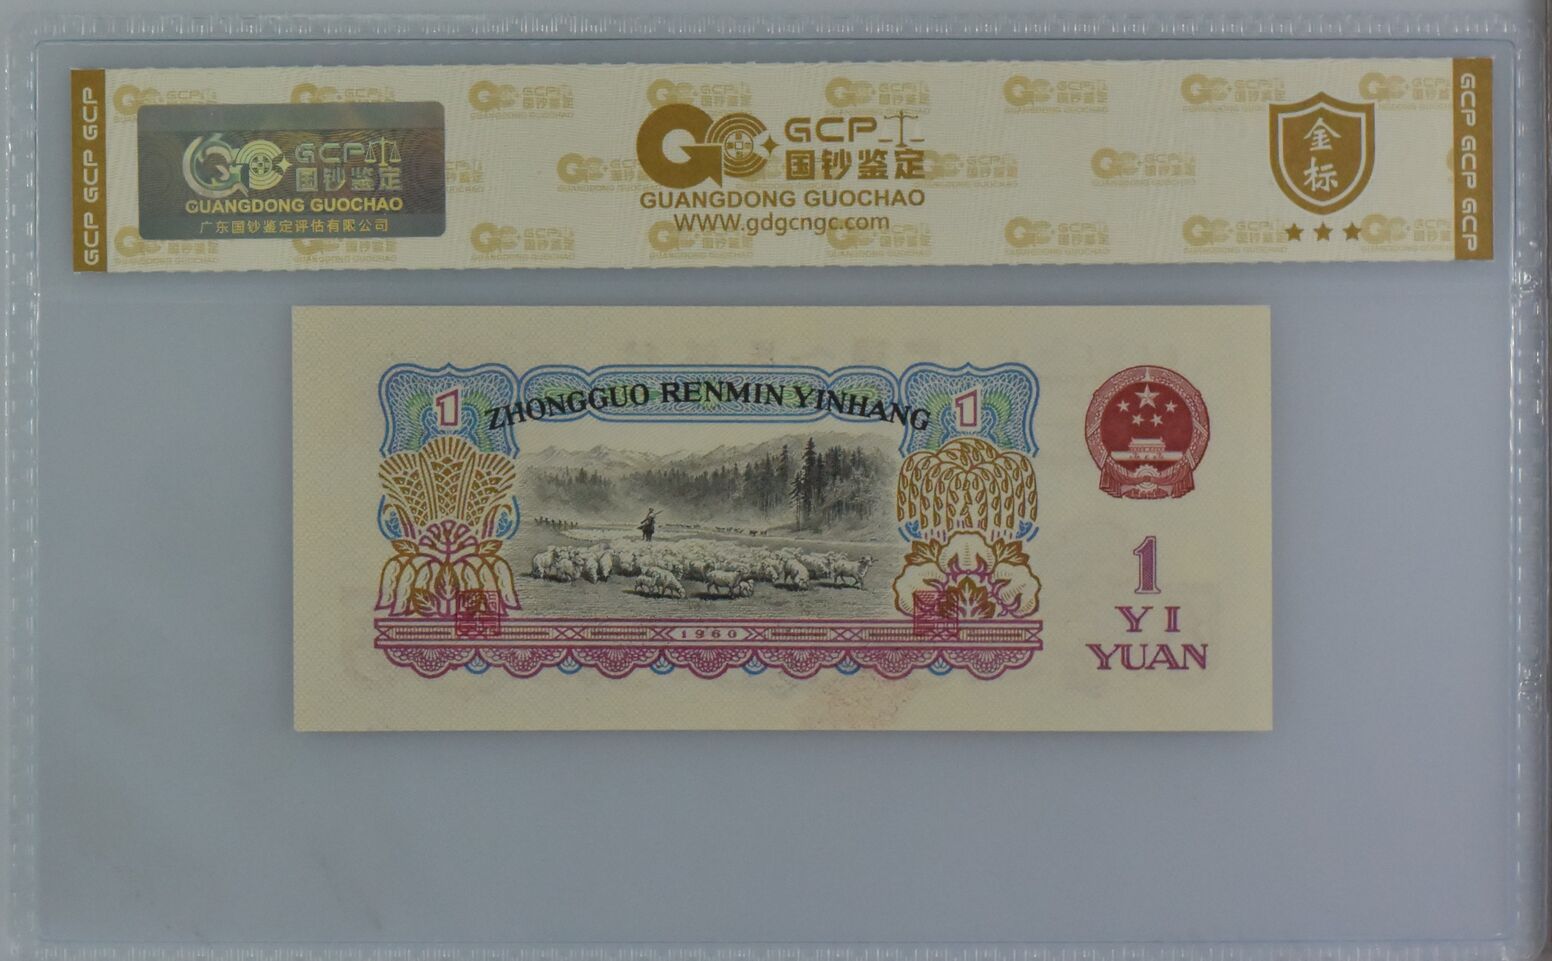 GCP GCP GCP
GCP
国钞鉴定
GUANGDONG GUOCHAO
广东国钞鉴定评估有限公司
GCP
国钞鉴定
GUANGDONG GUOCHAO
WWW.gdgcngc.com
金标
GCP GCP GCP
ZHONGGUO RENMIN YINHANG
1
1
1960
1
YI
YUAN